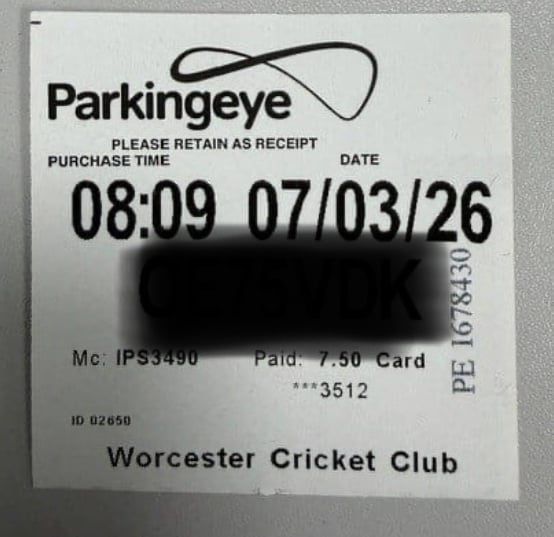 Parkingeye
PLEASE RETAIN AS RECEIPT
PURCHASE TIME DATE
08:09 07/03/26
Mc: IPS3490 Paid: 7.50 Card
***3512
ID 02650
Worcester Cricket Club
PE 1678430